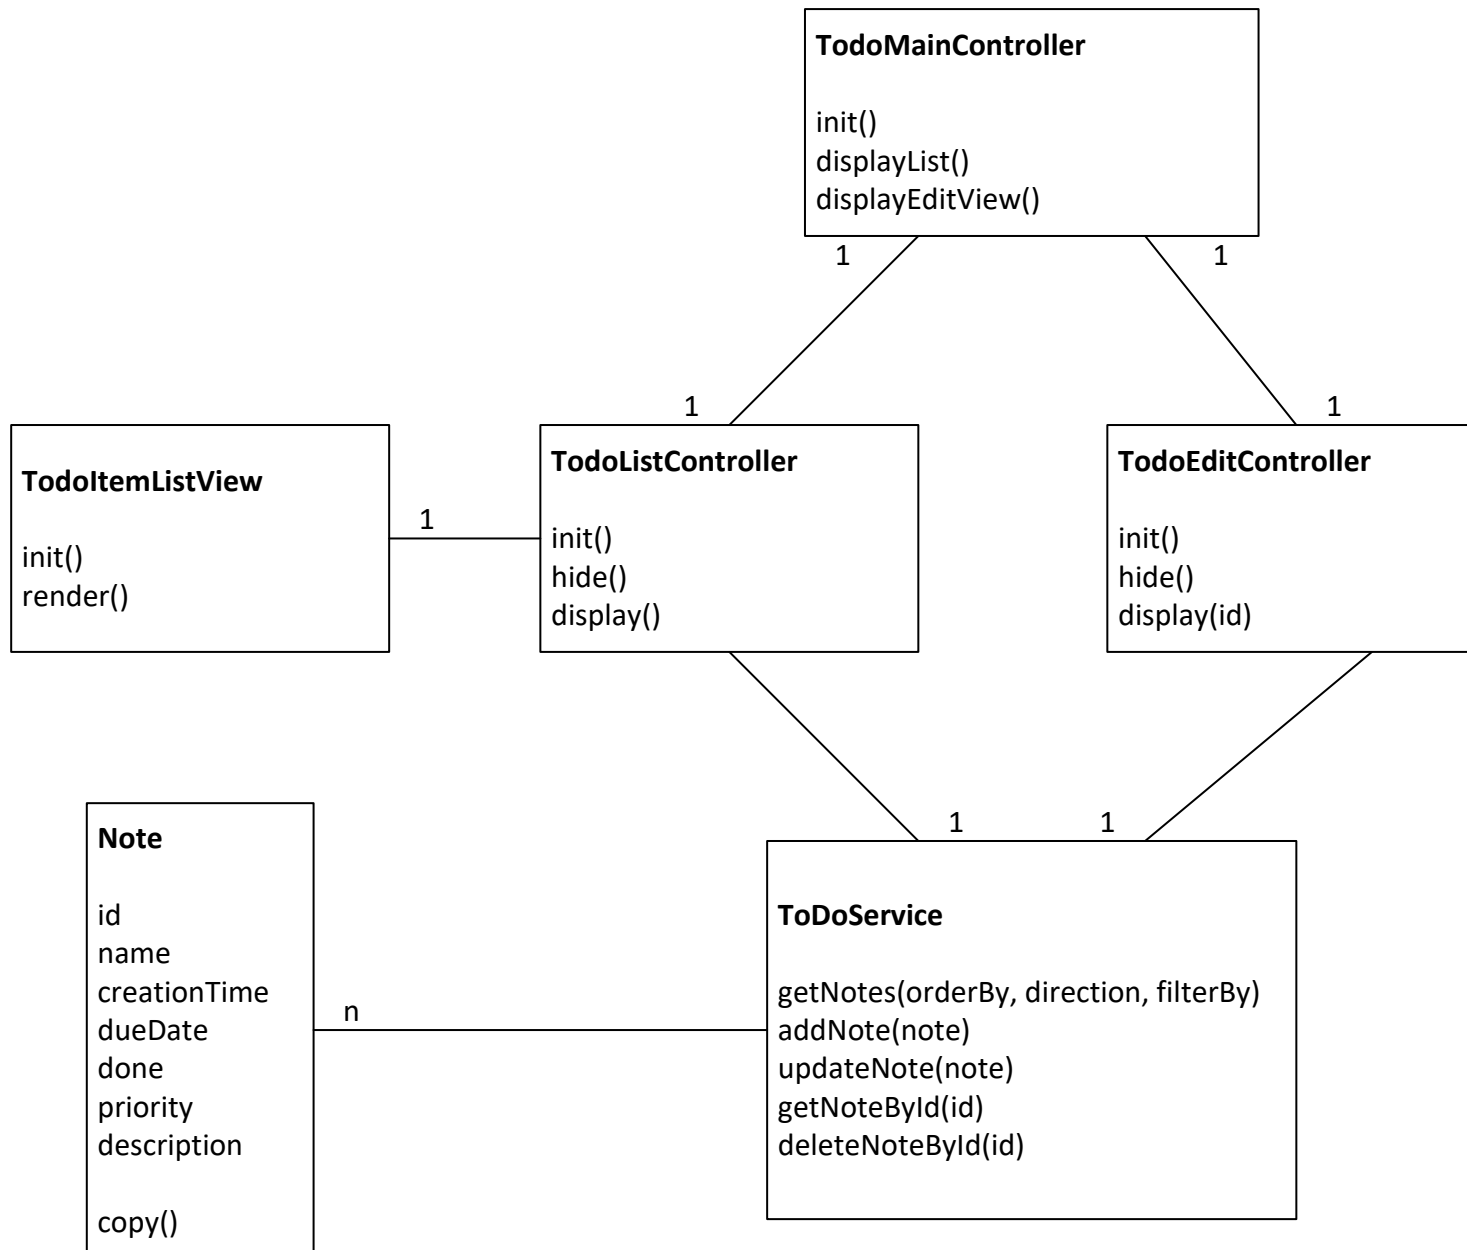 TodoMainController
init()
displayList()
displayEditView()
1
1
1
1
TodoItemListView
init()
render()
1
TodoListController
init()
hide()
display()
TodoEditController
init()
hide()
display(id)
1
1
Note
id
name
creationTime
dueDate
done
priority
description
copy()
n
ToDoService
getNotes(orderBy, direction, filterBy)
addNote(note)
updateNote(note)
getNoteById(id)
deleteNoteById(id)